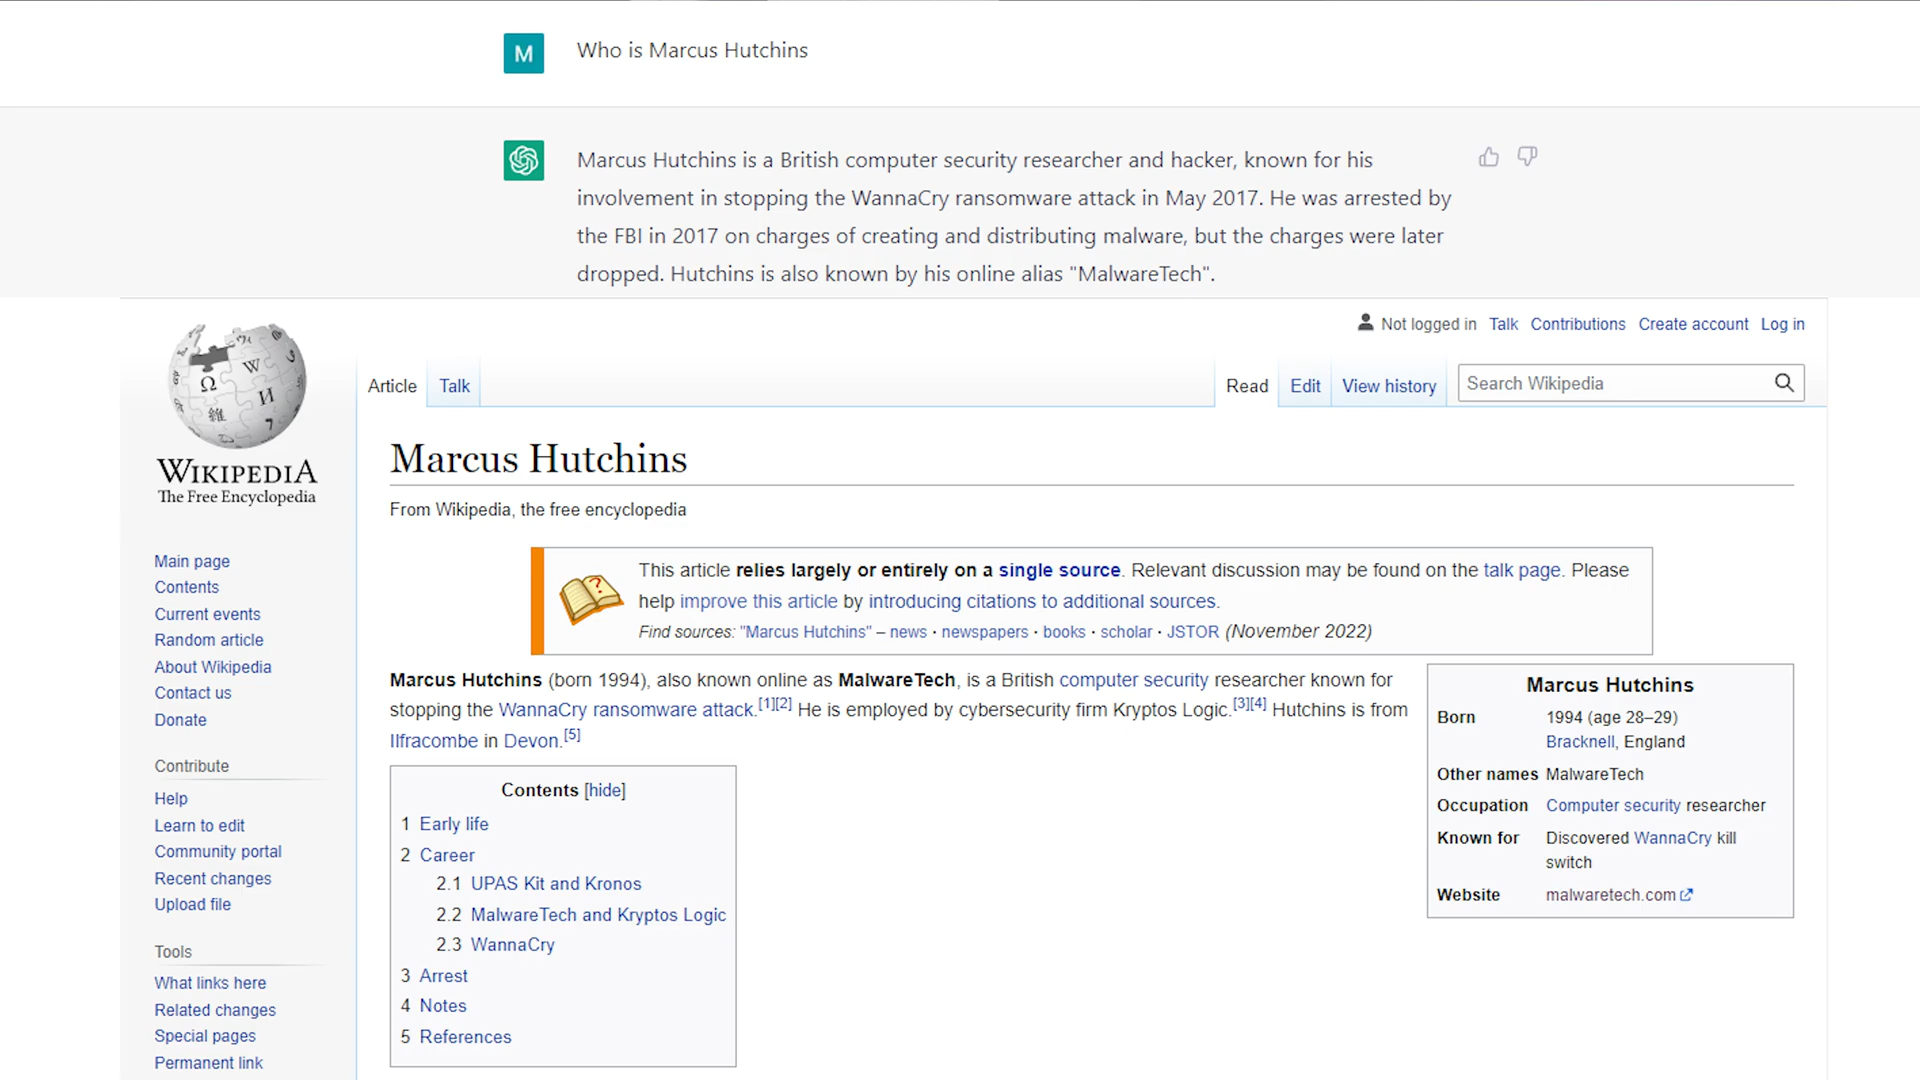 M
Who is Marcus Hutchins
Marcus Hutchins is a British computer security researcher and hacker, known for his
involvement in stopping the WannaCry ransomware attack in May 2017. He was arrested by
the FBI in 2017 on charges of creating and distributing malware, but the charges were later
dropped. Hutchins is also known by his online alias "MalwareTech".
Not logged in Talk Contributions Create account Log in
Article Talk Read Edit View history Search Wikipedia
Ω W И 維 7
WIKIPEDIA
The Free Encyclopedia
Main page
Contents
Current events
Random article
About Wikipedia
Contact us
Donate
Contribute
Help
Learn to edit
Community portal
Recent changes
Upload file
Tools
What links here
Related changes
Special pages
Permanent link
Marcus Hutchins
From Wikipedia, the free encyclopedia
?
This article relies largely or entirely on a single source. Relevant discussion may be found on the talk page. Please
help improve this article by introducing citations to additional sources.
Find sources: "Marcus Hutchins" – news · newspapers · books · scholar · JSTOR (November 2022)
Marcus Hutchins (born 1994), also known online as MalwareTech, is a British computer security researcher known for
stopping the WannaCry ransomware attack.[1][2] He is employed by cybersecurity firm Kryptos Logic.[3][4] Hutchins is from
Ilfracombe in Devon.[5]
Contents [hide]
1 Early life
2 Career
2.1 UPAS Kit and Kronos
2.2 MalwareTech and Kryptos Logic
2.3 WannaCry
3 Arrest
4 Notes
5 References
Marcus Hutchins
Born 1994 (age 28–29)
Bracknell, England
Other names MalwareTech
Occupation Computer security researcher
Known for Discovered WannaCry kill
switch
Website malwaretech.com